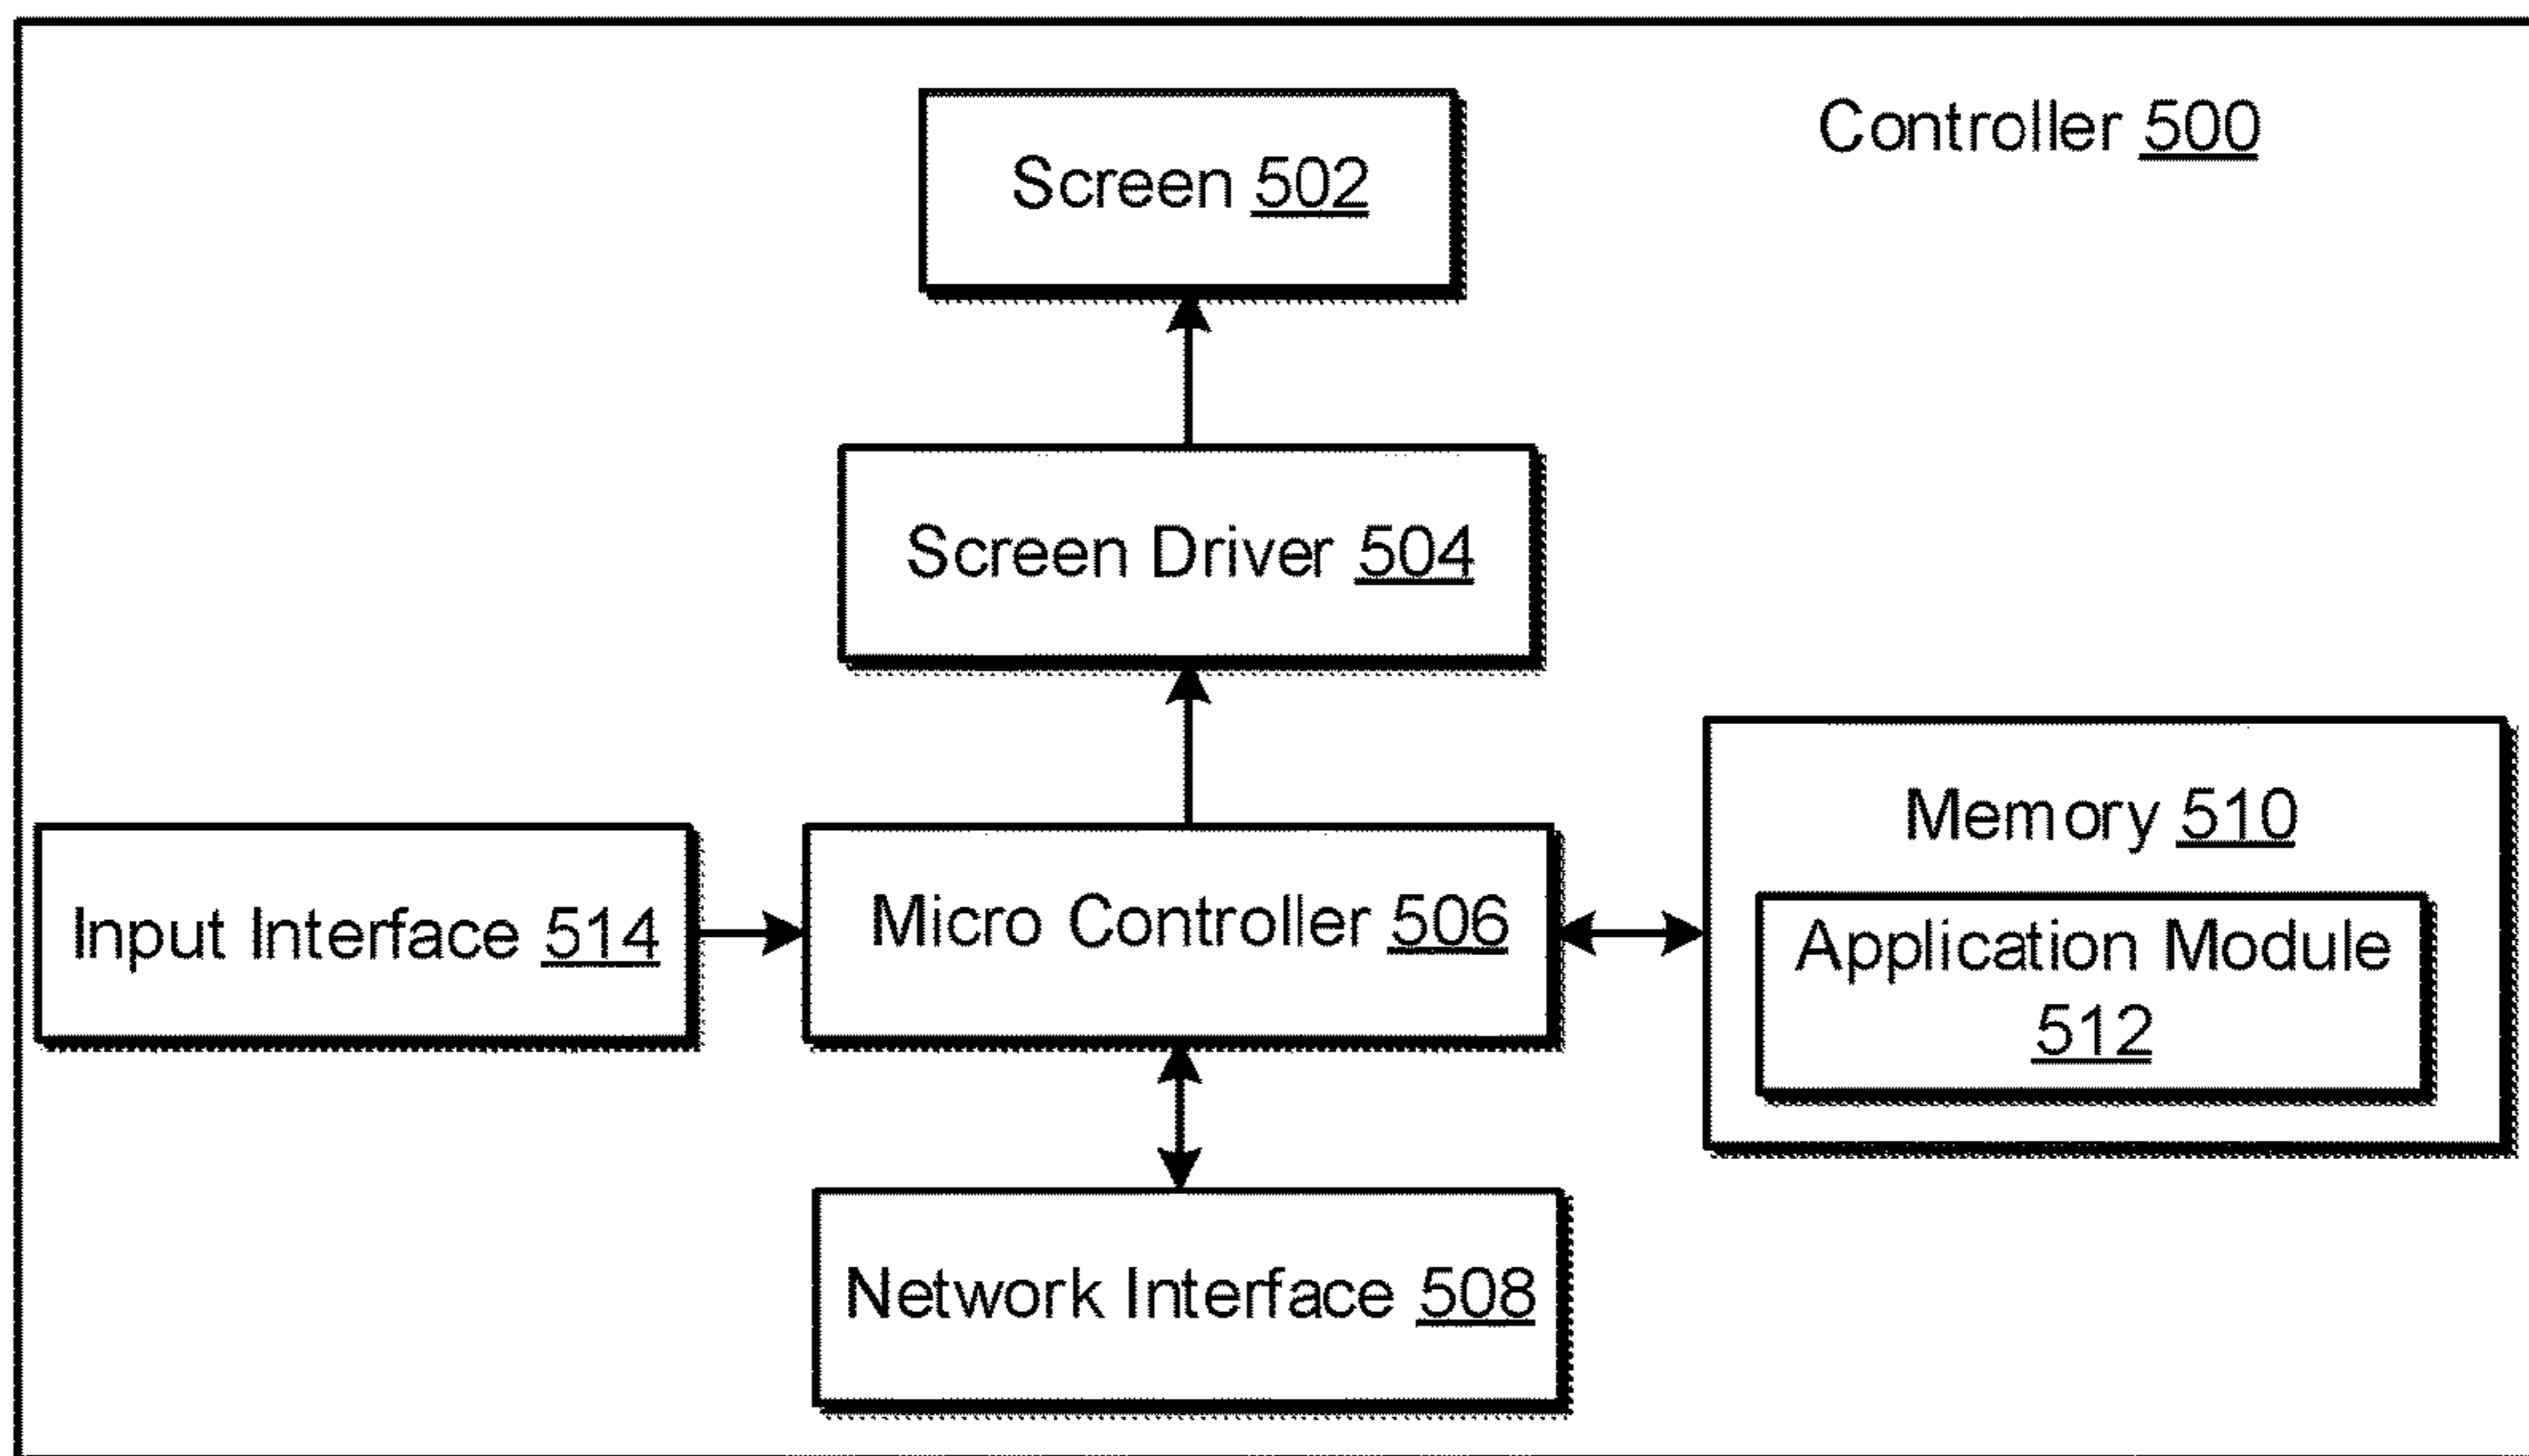 Controller 500
Screen 502
Screen Driver 504
Memory 510
Input Interface 514
Micro Controller 506
Application Module
512
Network Interface 508